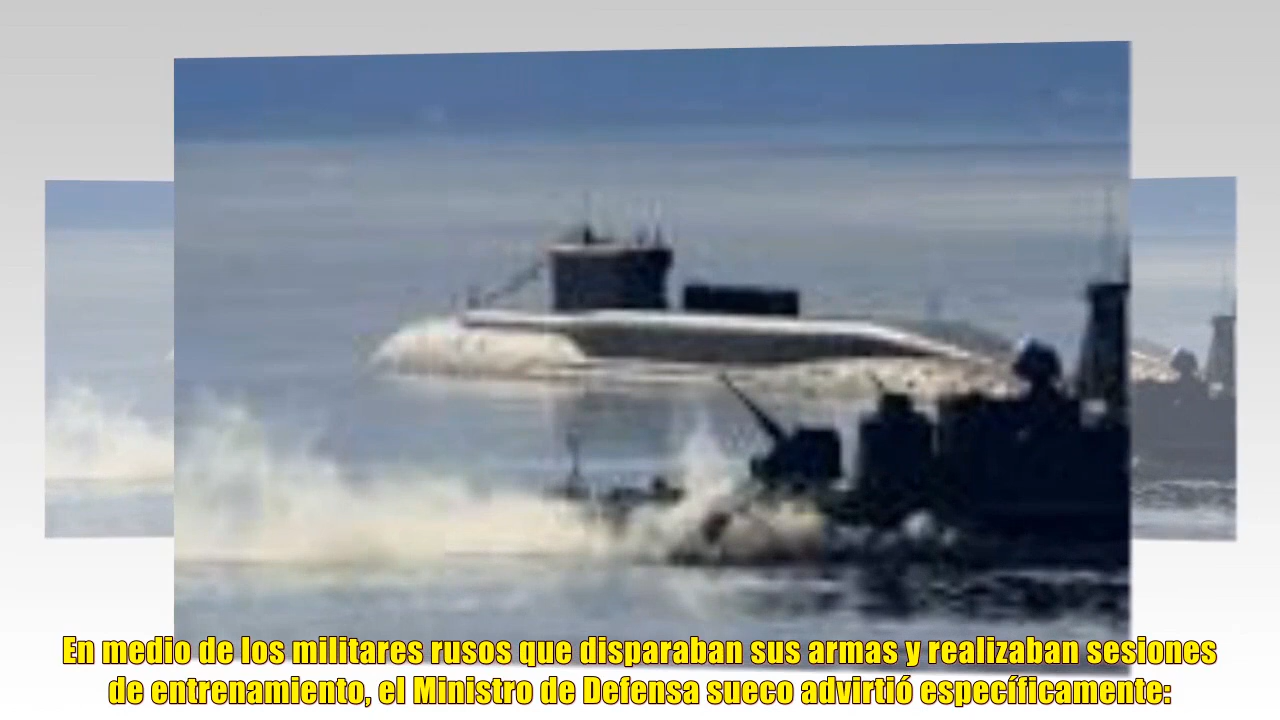 En medio de los militares rusos que disparaban sus armas y realizaban sesiones
de entrenamiento, el Ministro de Defensa sueco advirtió específicamente: